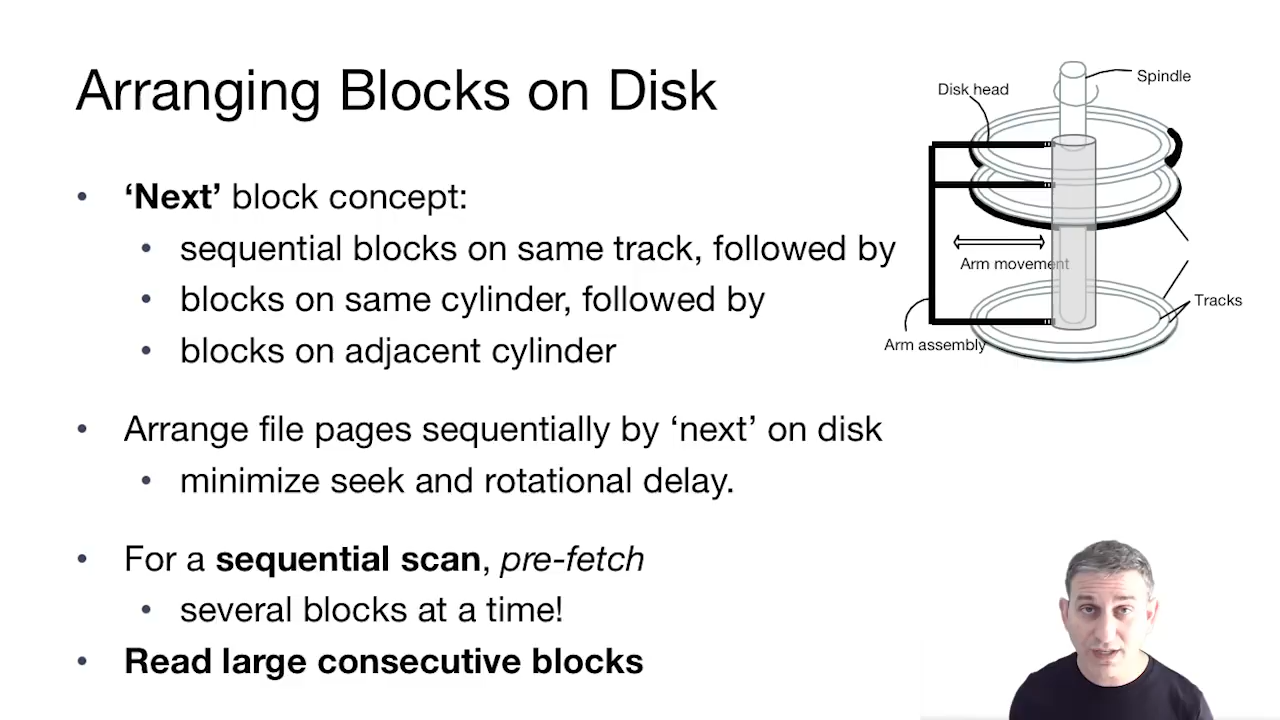 Arranging Blocks on Disk
• ‘Next’ block concept:
• sequential blocks on same track, followed by
• blocks on same cylinder, followed by
• blocks on adjacent cylinder
• Arrange file pages sequentially by ‘next’ on disk
• minimize seek and rotational delay.
• For a sequential scan, pre-fetch
• several blocks at a time!
• Read large consecutive blocks
Spindle
Disk head
Arm movement
Tracks
Arm assembly